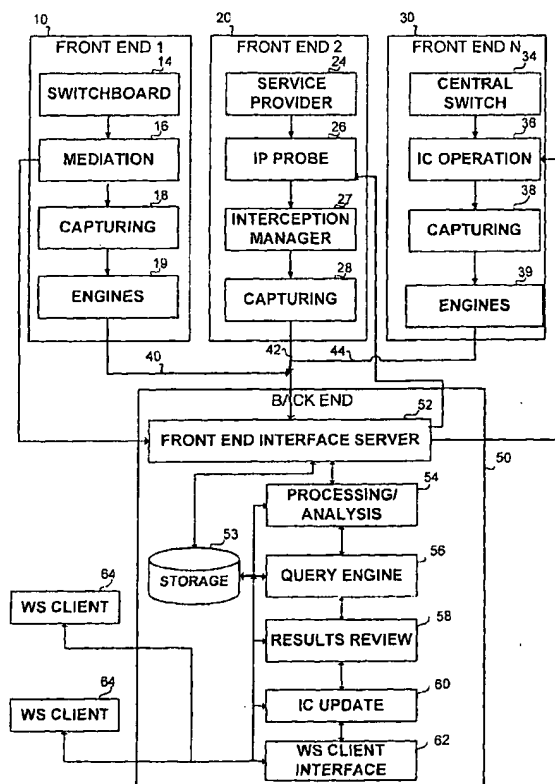 10
FRONT END 1
14
SWITCHBOARD
16
MEDIATION
18
CAPTURING
19
ENGINES
20
FRONT END 2
24
SERVICE
PROVIDER
26
IP PROBE
27
INTERCEPTION
MANAGER
28
CAPTURING
30
FRONT END N
34
CENTRAL
SWITCH
36
IC OPERATION
38
CAPTURING
39
ENGINES
40
42
44
BACK END
50
52
FRONT END INTERFACE SERVER
53
STORAGE
54
PROCESSING/
ANALYSIS
56
QUERY ENGINE
58
RESULTS REVIEW
60
IC UPDATE
62
WS CLIENT
INTERFACE
64
WS CLIENT
64
WS CLIENT